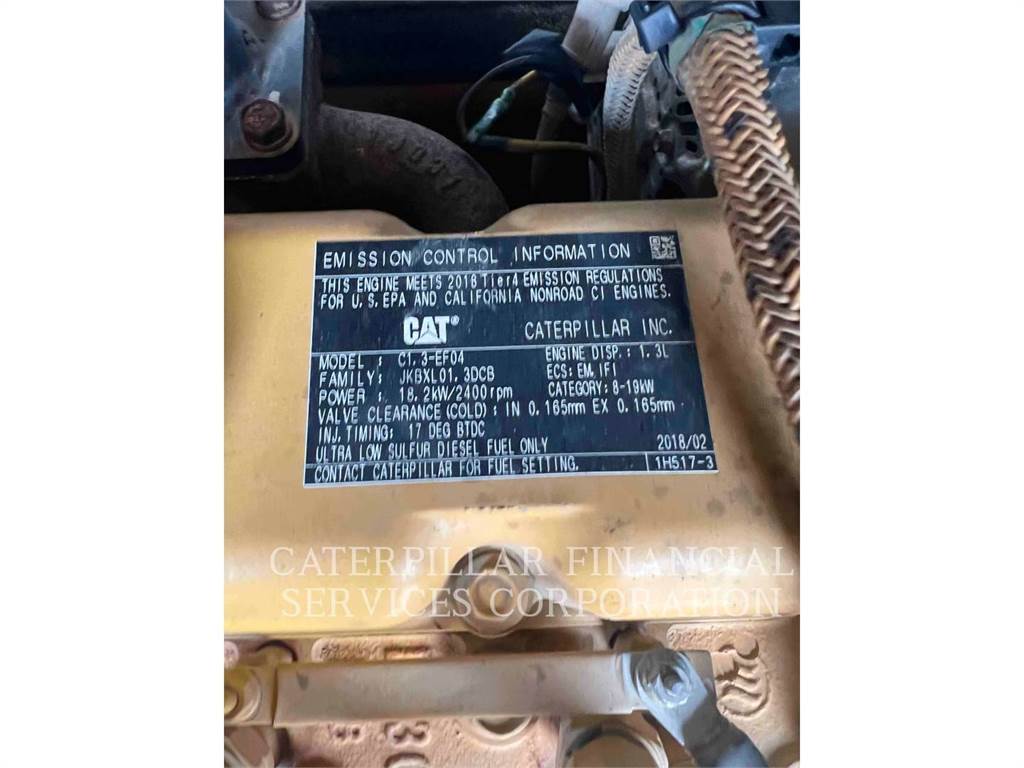 EMISSION CONTROL INFORMATION
THIS ENGINE MEETS 2016 Tier4 EMISSION REGULATIONS
FOR U.S.EPA AND CALIFORNIA NONROAD CI ENGINES.
CAT® CATERPILLAR INC.
MODEL: C1.3-EF04 ENGINE DISP: 1.3L
FAMILY: JKBXL01.3DCB ECS: EM,IFI
POWER: 18.2kW/2400rpm CATEGORY: 8-19kW
VALVE CLEARANCE(COLD): IN 0.165mm EX 0.165mm
INJ.TIMING: 17 DEG BTDC
ULTRA LOW SULFUR DIESEL FUEL ONLY 2018/02
CONTACT CATERPILLAR FOR FUEL SETTING. 1H517-3
CATERPILLAR FINANCIAL
SERVICES CORPORATION